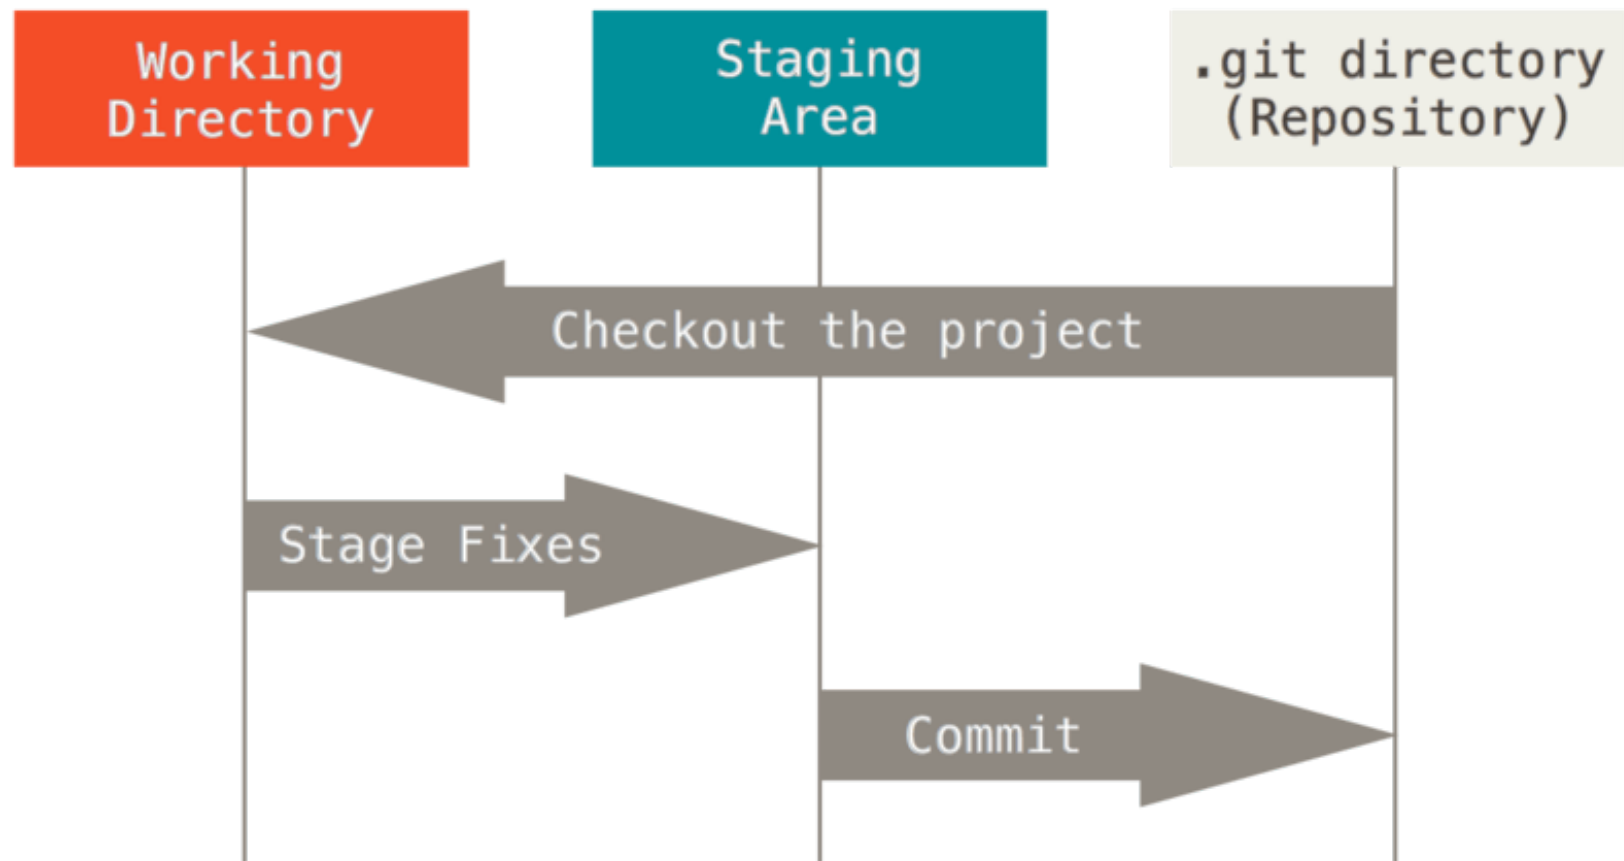 Working
Directory
Staging
Area
.git directory
(Repository)
Checkout the project
Stage Fixes
Commit